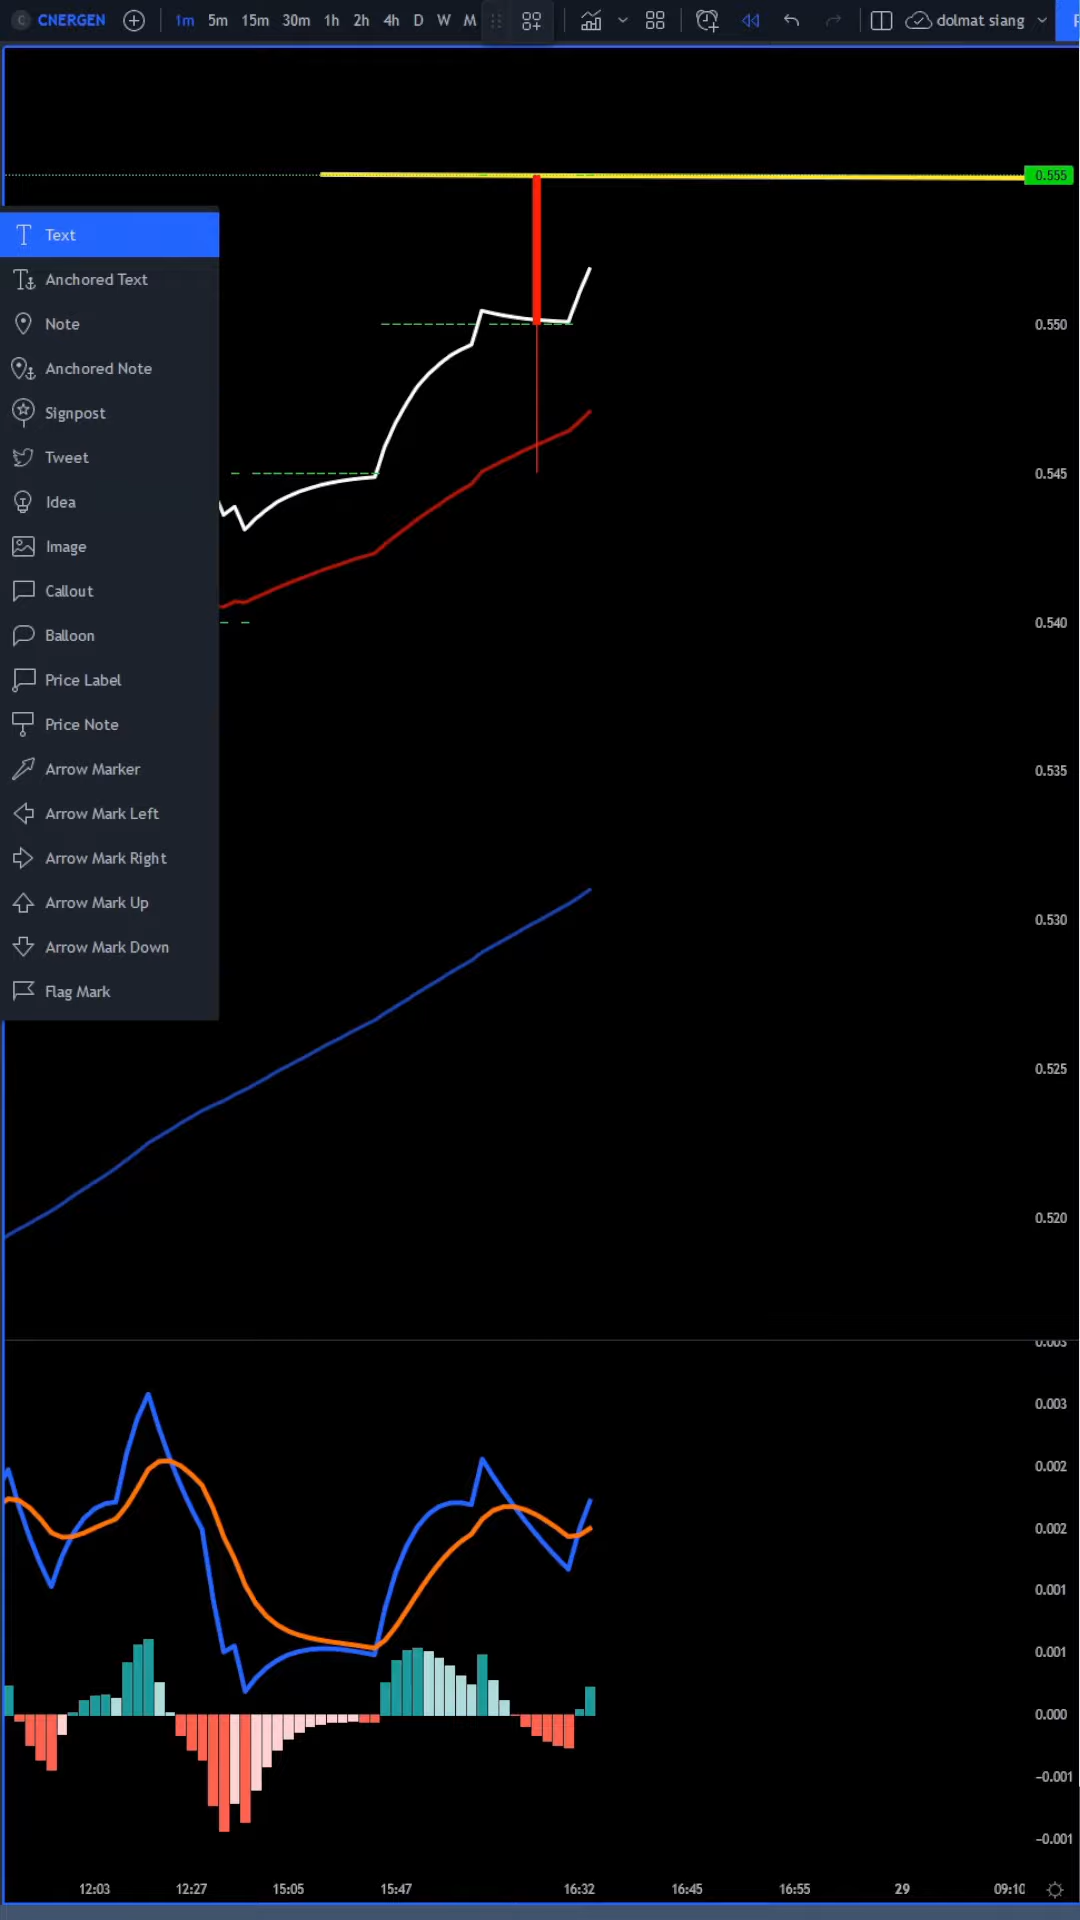 C CNERGEN 1m 5m 15m 30m 1h 2h 4h D W M dolmat siang
0.555
Text
Anchored Text
Note
0.550
Anchored Note
Signpost
Tweet
0.545
Idea
Image
Callout
0.540
Balloon
Price Label
Price Note
Arrow Marker
0.535
Arrow Mark Left
Arrow Mark Right
Arrow Mark Up
0.530
Arrow Mark Down
Flag Mark
0.525
0.520
0.003
0.003
0.002
0.002
0.001
0.001
0.000
-0.001
-0.001
12:03 12:27 15:05 15:47 16:32 16:45 16:55 29 09:10